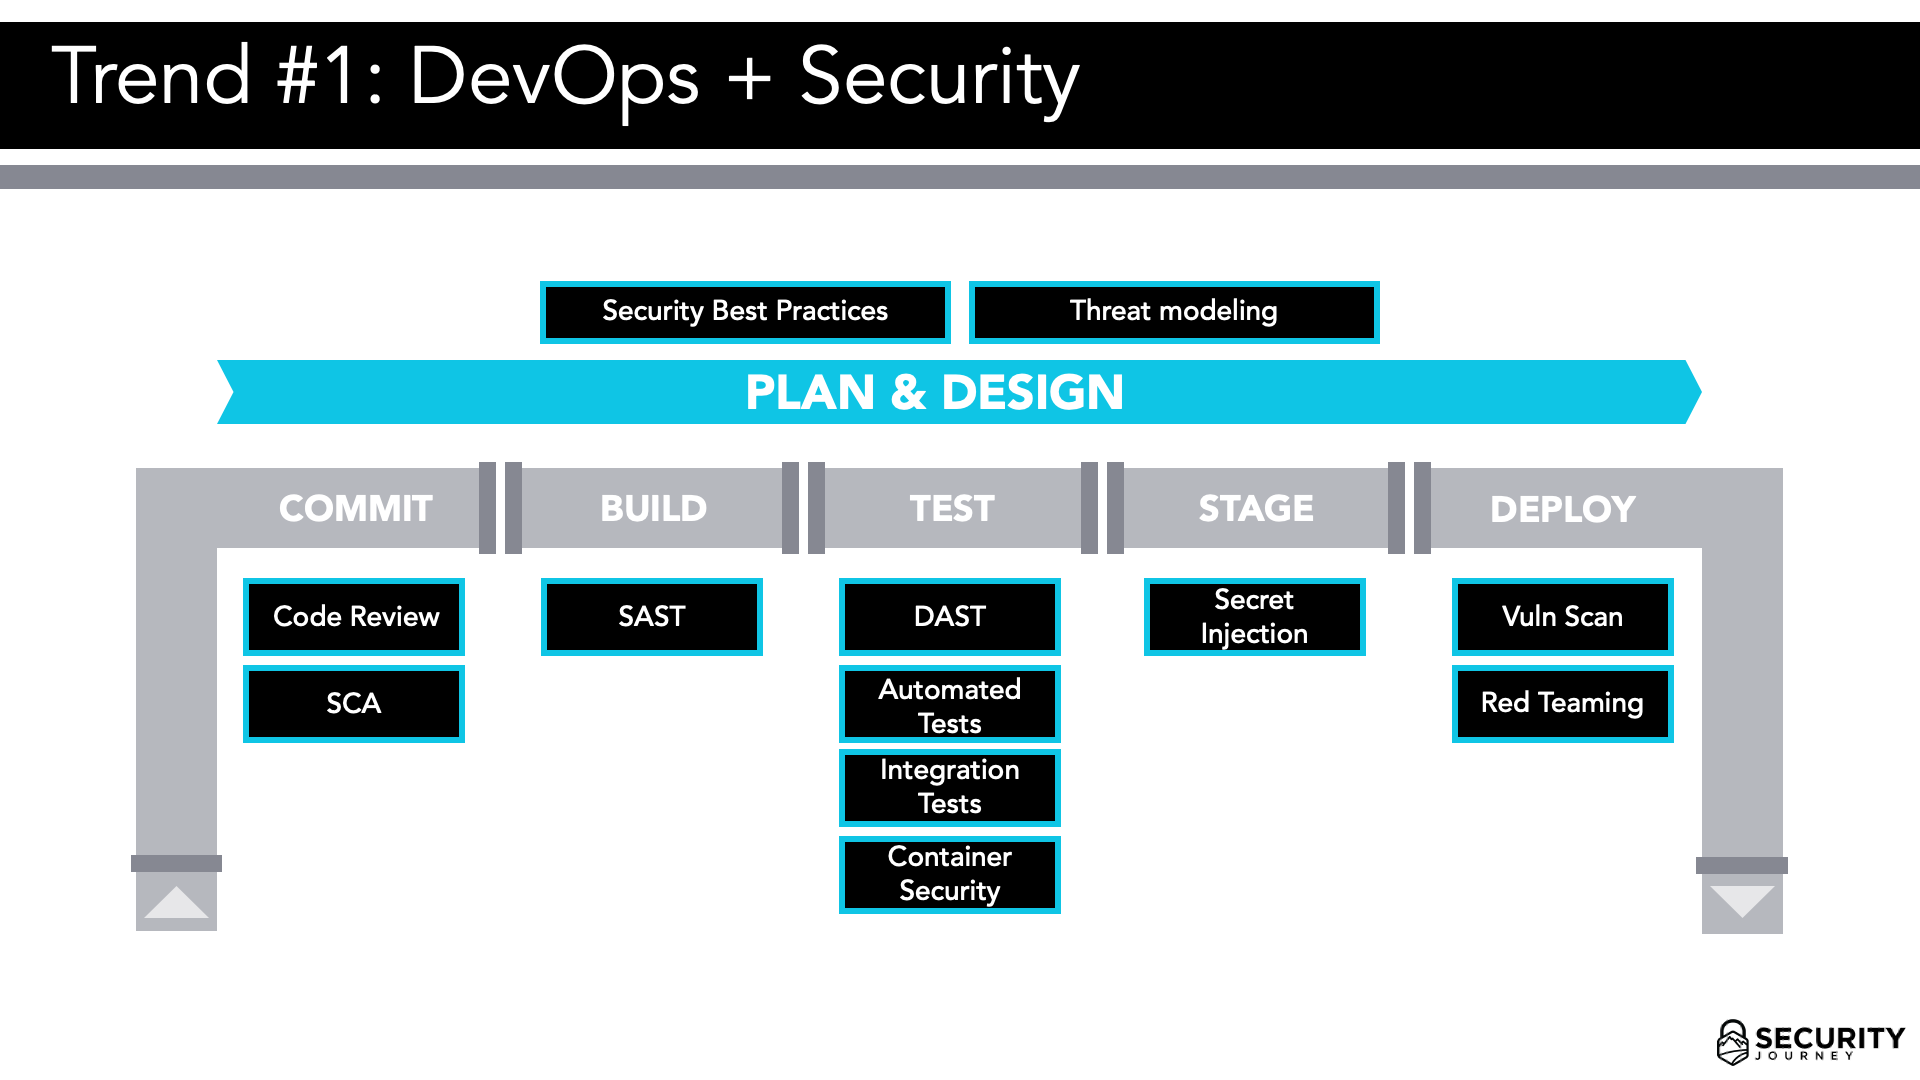 Trend #1: DevOps + Security
Security Best Practices
Threat modeling
PLAN & DESIGN
COMMIT
BUILD
TEST
STAGE
DEPLOY
Code Review
SCA
SAST
DAST
Automated
Tests
Integration
Tests
Container
Security
Secret
Injection
Vuln Scan
Red Teaming
SECURITY
JOURNEY